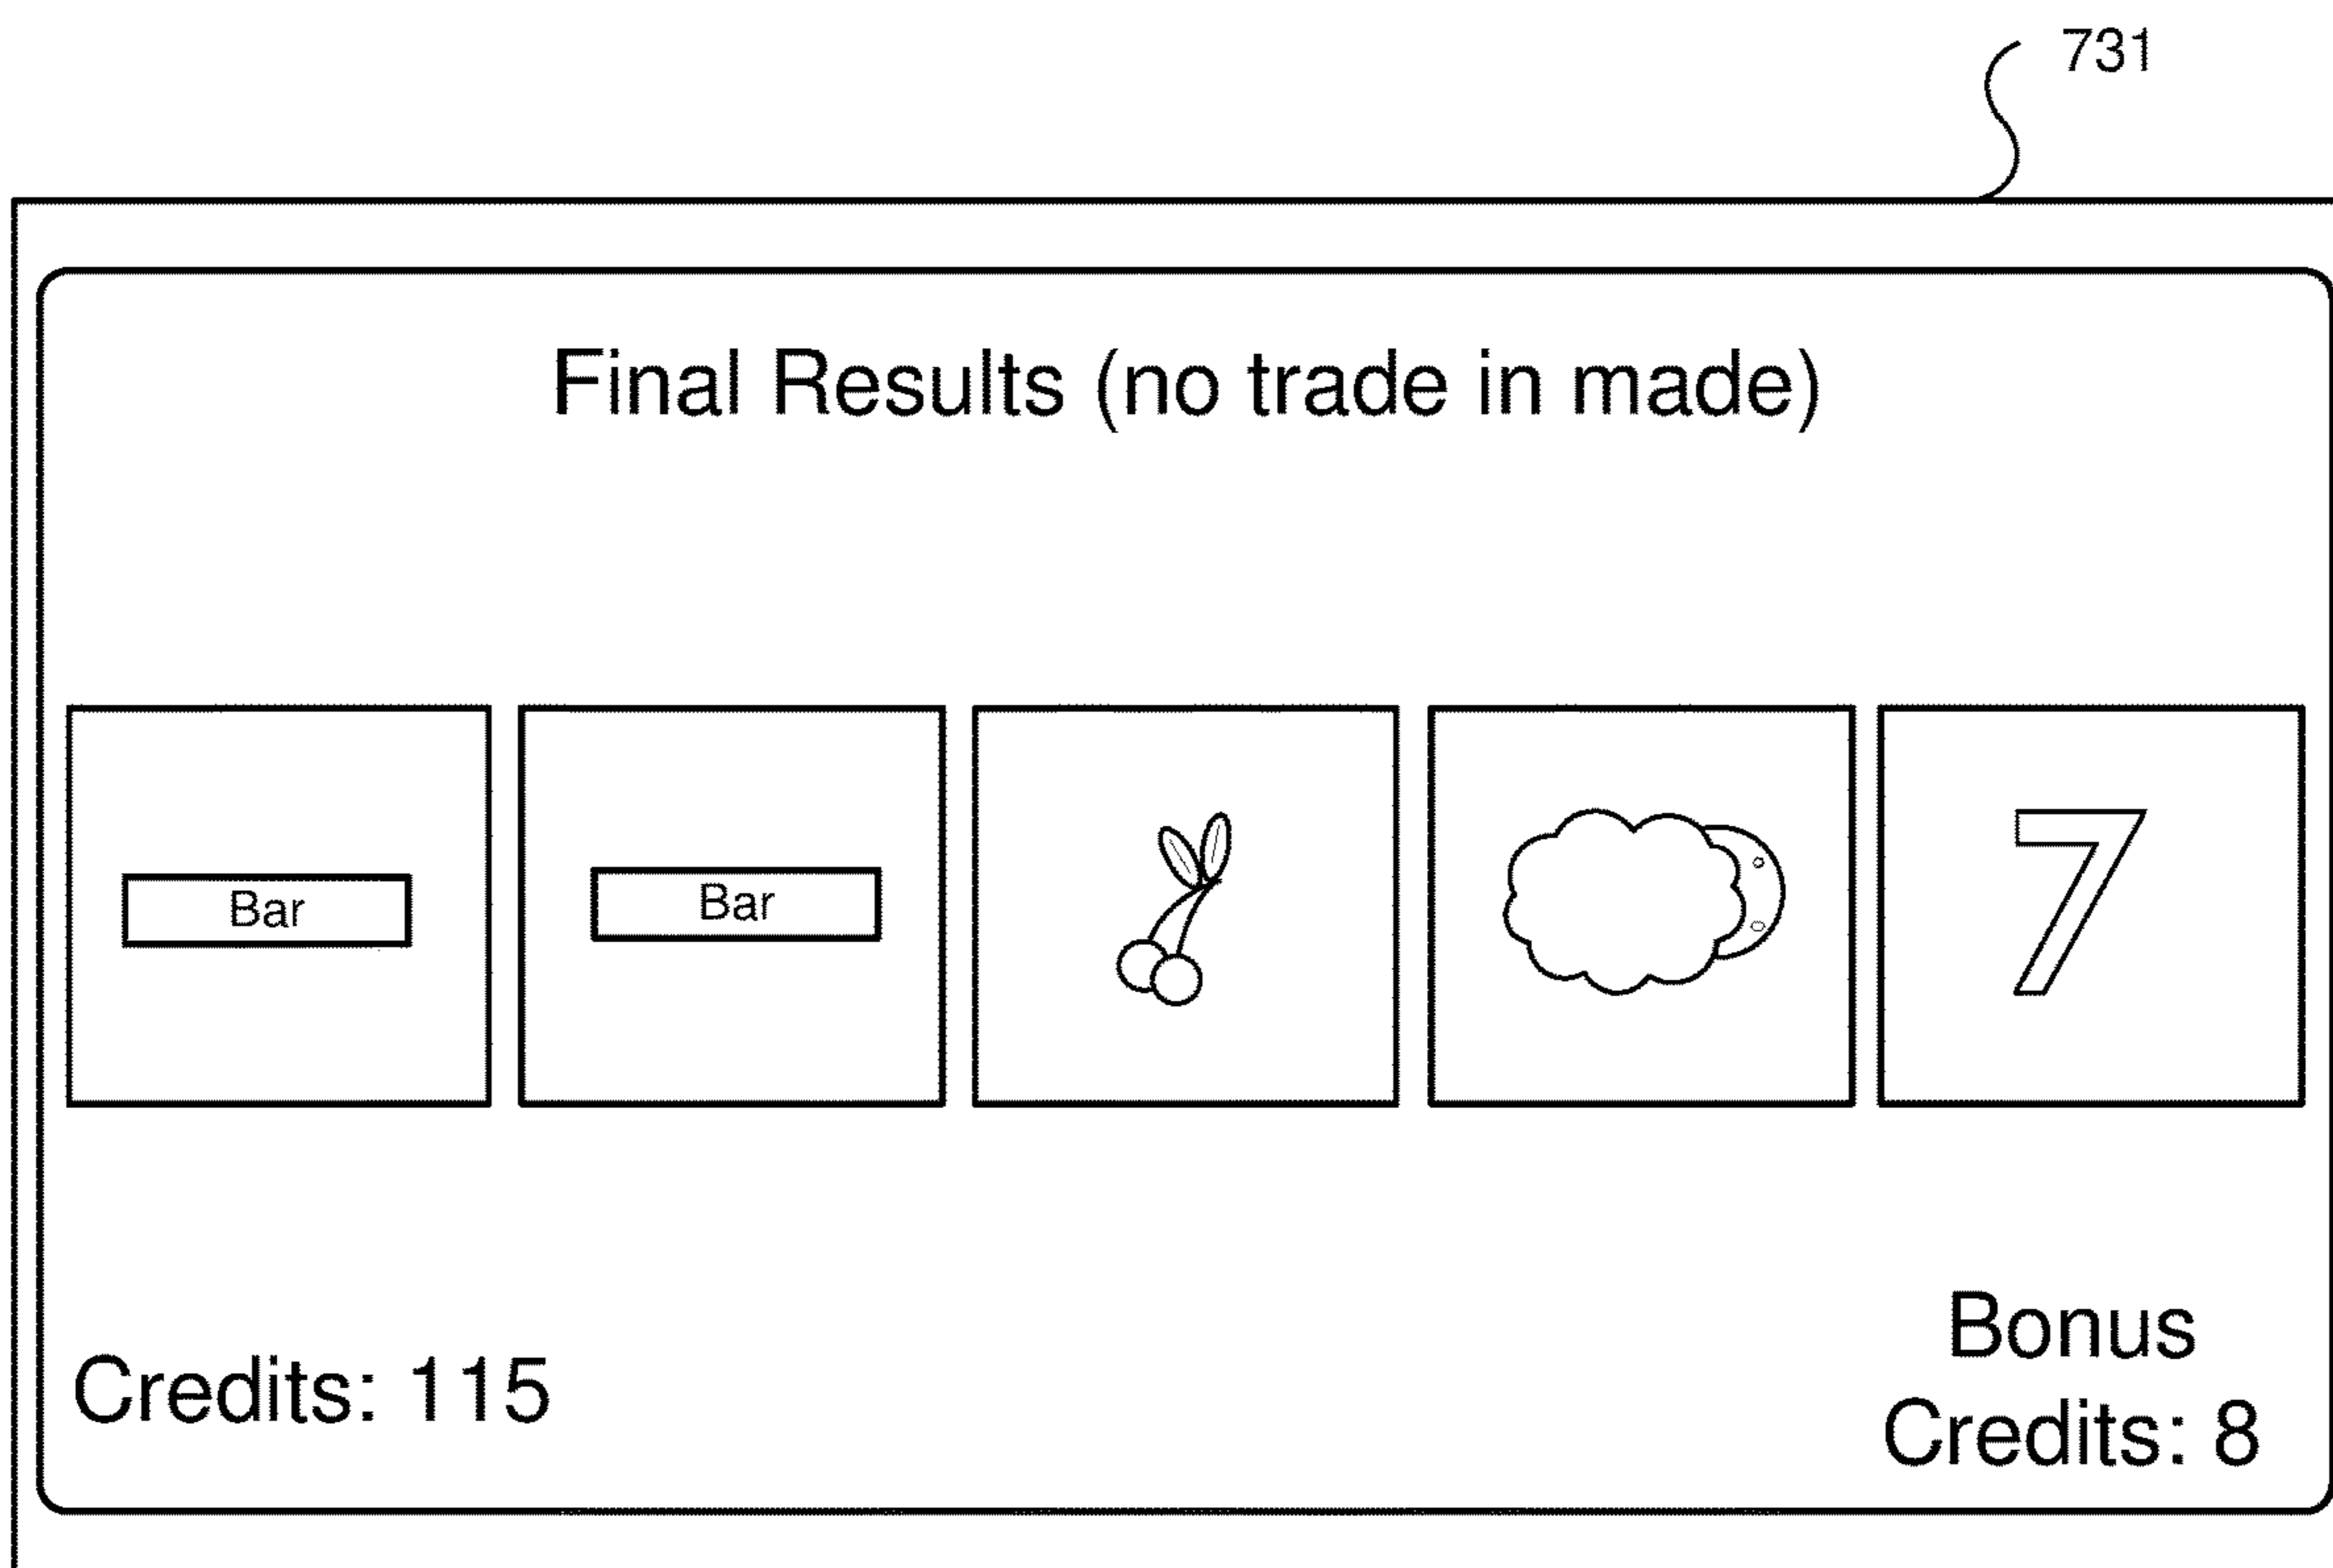 731
Final Results (no trade in made)
Bar
Bar
7
Credits: 115
Bonus
Credits: 8